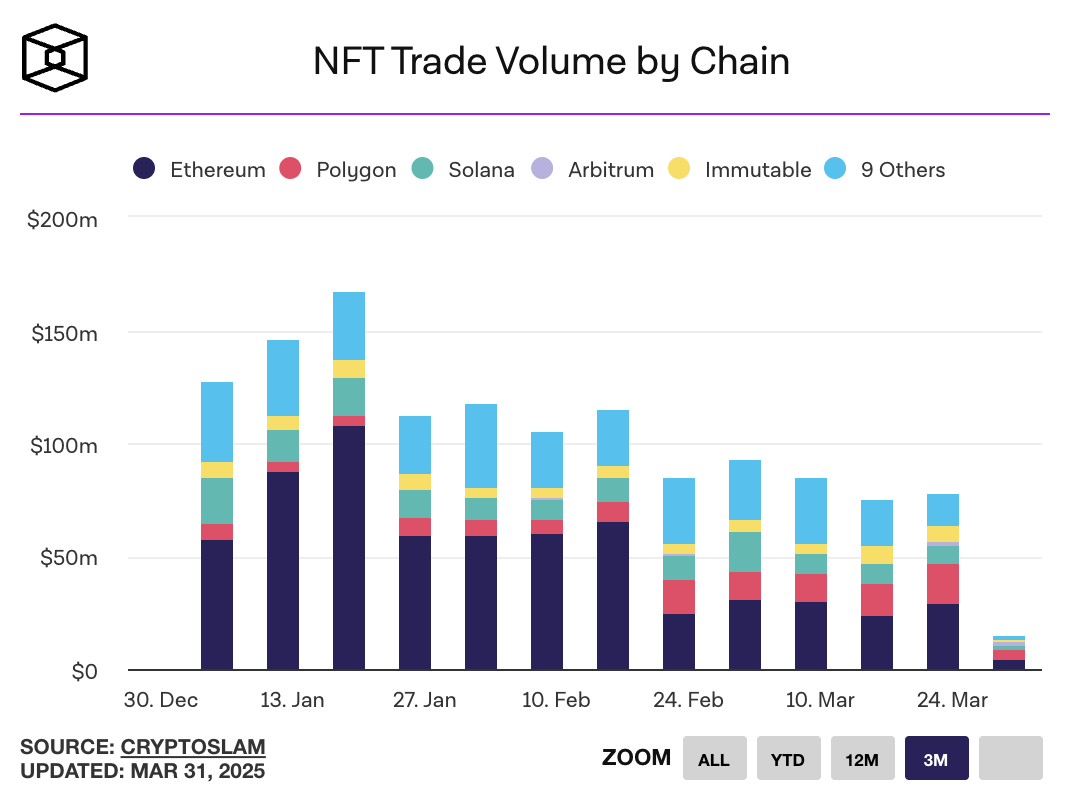 NFT Trade Volume by Chain
Ethereum Polygon Solana Arbitrum Immutable 9 Others
$200m
$150m
$100m
$50m
$0
30. Dec 13. Jan 27. Jan 10. Feb 24. Feb 10. Mar 24. Mar
SOURCE: CRYPTOSLAM
UPDATED: MAR 31, 2025
ZOOM ALL YTD 12M 3M